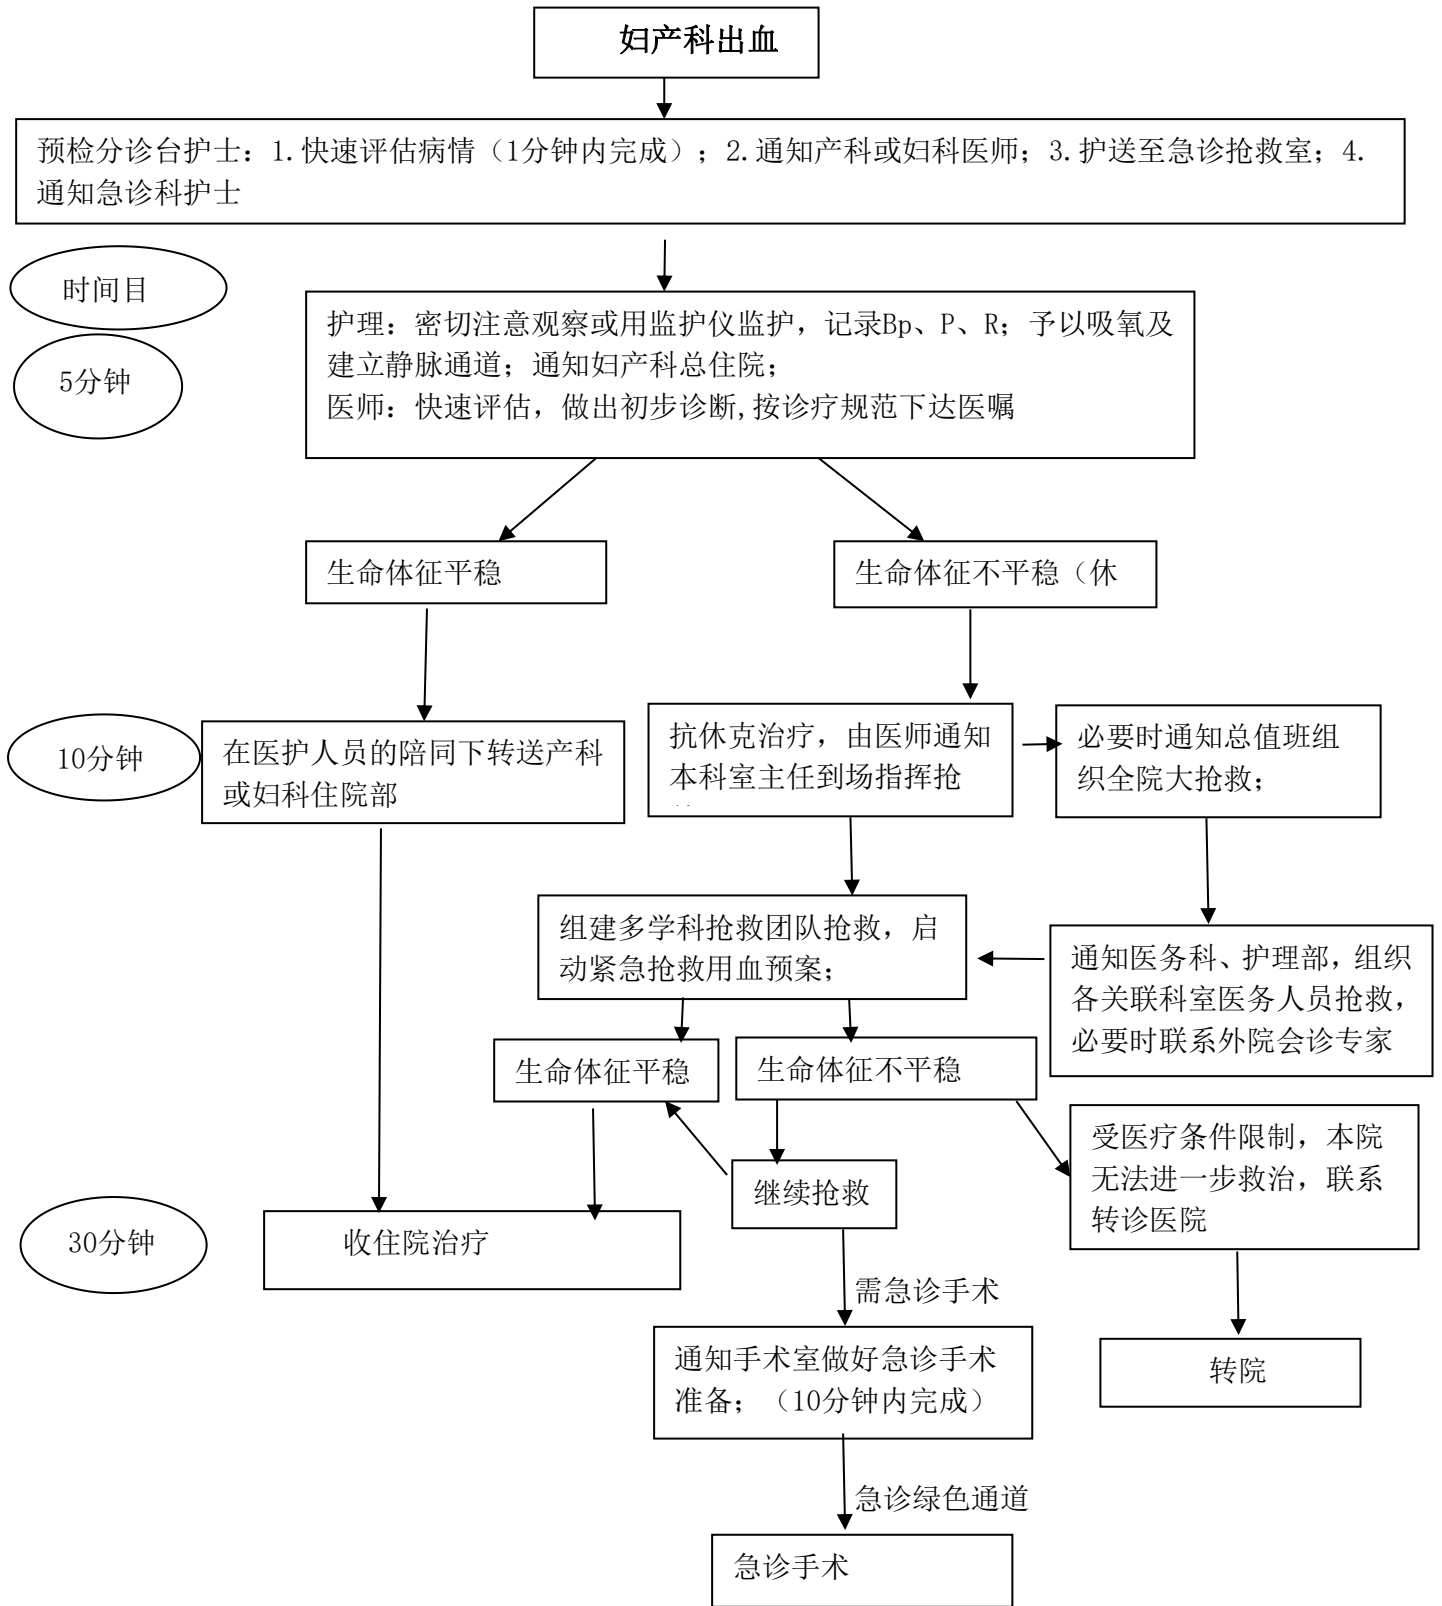 妇产科出血
预检分诊台护士：1.快速评估病情（1分钟内完成）；2.通知产科或妇科医师；3.护送至急诊抢救室；4.
通知急诊科护士
时间目
护理：密切注意观察或用监护仪监护，记录Bp、P、R；予以吸氧及
建立静脉通道；通知妇产科总住院；
医师：快速评估，做出初步诊断,按诊疗规范下达医嘱
5分钟
生命体征平稳
生命体征不平稳（休
10分钟
在医护人员的陪同下转送产科
或妇科住院部
抗休克治疗，由医师通知
本科室主任到场指挥抢
必要时通知总值班组
织全院大抢救；
组建多学科抢救团队抢救，启
动紧急抢救用血预案；
通知医务科、护理部，组织
各关联科室医务人员抢救，
必要时联系外院会诊专家
生命体征平稳
生命体征不平稳
受医疗条件限制，本院
无法进一步救治，联系
转诊医院
继续抢救
30分钟
收住院治疗
需急诊手术
通知手术室做好急诊手术
准备；（10分钟内完成）
转院
急诊绿色通道
急诊手术